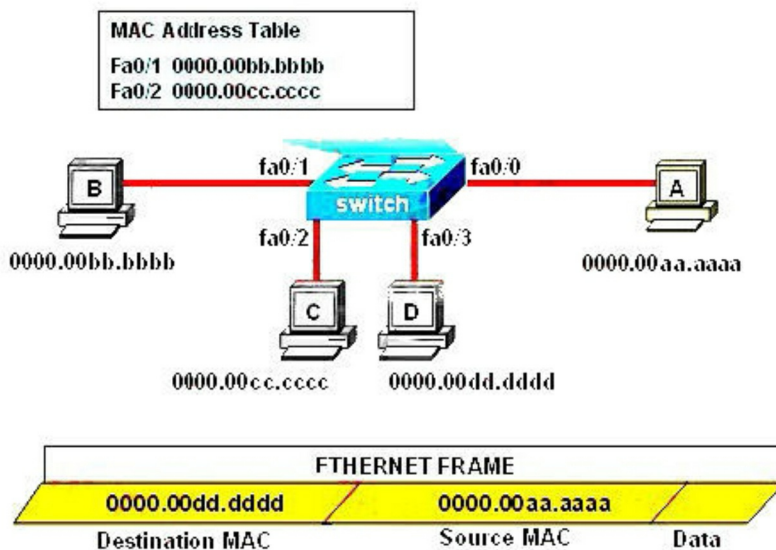 MAC Address Table
Fa0/1 0000.00bb.bbbb
Fa0/2 0000.00cc.cccc
fa0/1
fa0/0
B
A
switch
fa0/2
fa0/3
0000.00bb.bbbb
0000.00aa.aaaa
C
D
0000.00cc.cccc
0000.00dd.dddd
FTHERNET FRAME
0000.00dd.dddd
0000.00aa.aaaa
Destination MAC
Source MAC
Data